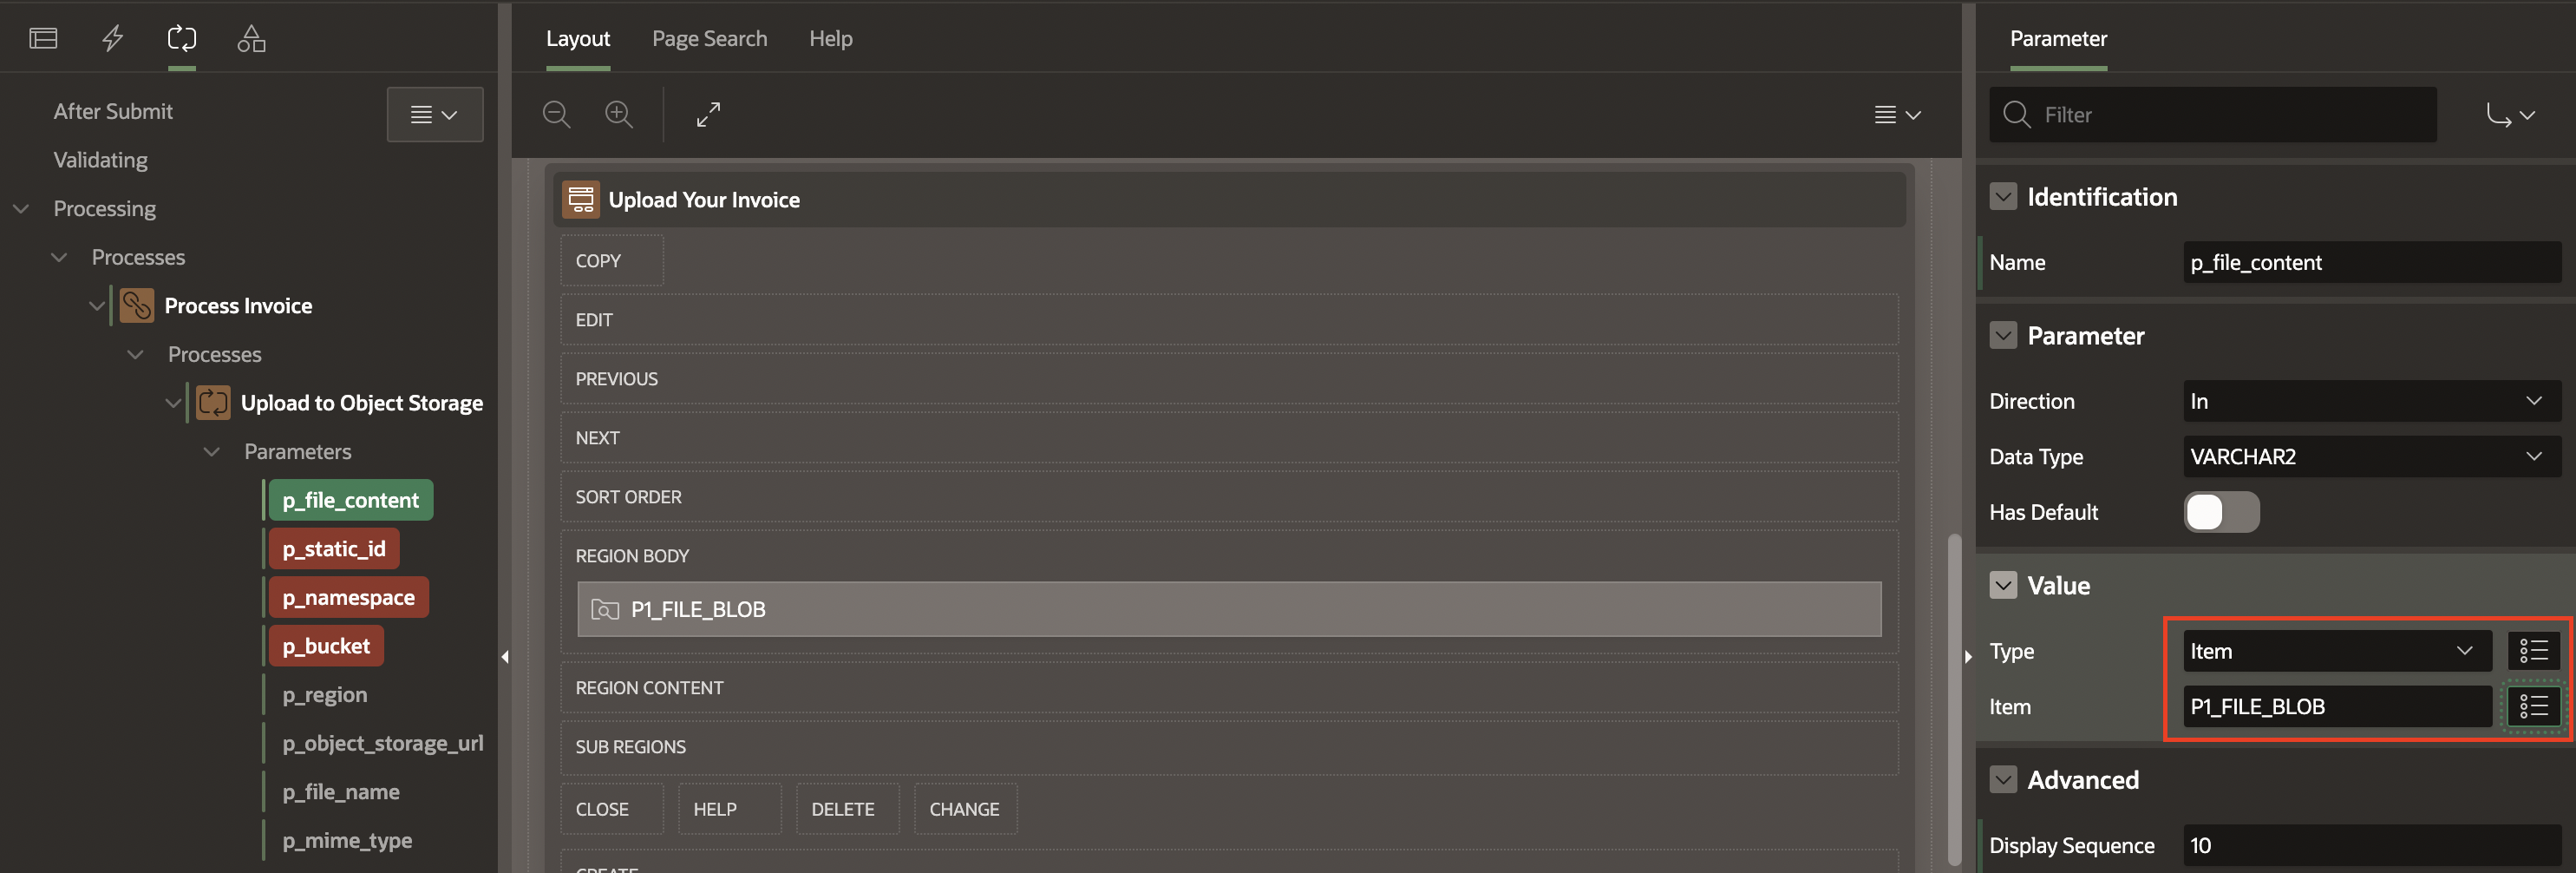 After Submit
Validating
Processing
Processes
Process Invoice
Processes
Upload to Object Storage
Parameters
p_file_content
p_static_id
p_namespace
p_bucket
p_region
p_object_storage_url
p_file_name
p_mime_type
Layout
Page Search
Help
Upload Your Invoice
COPY
EDIT
PREVIOUS
NEXT
SORT ORDER
REGION BODY
P1_FILE_BLOB
REGION CONTENT
SUB REGIONS
CLOSE HELP DELETE CHANGE
CREATE
Parameter
Filter
Identification
Name p_file_content
Parameter
Direction In
Data Type VARCHAR2
Has Default
Value
Type Item
Item P1_FILE_BLOB
Advanced
Display Sequence 10